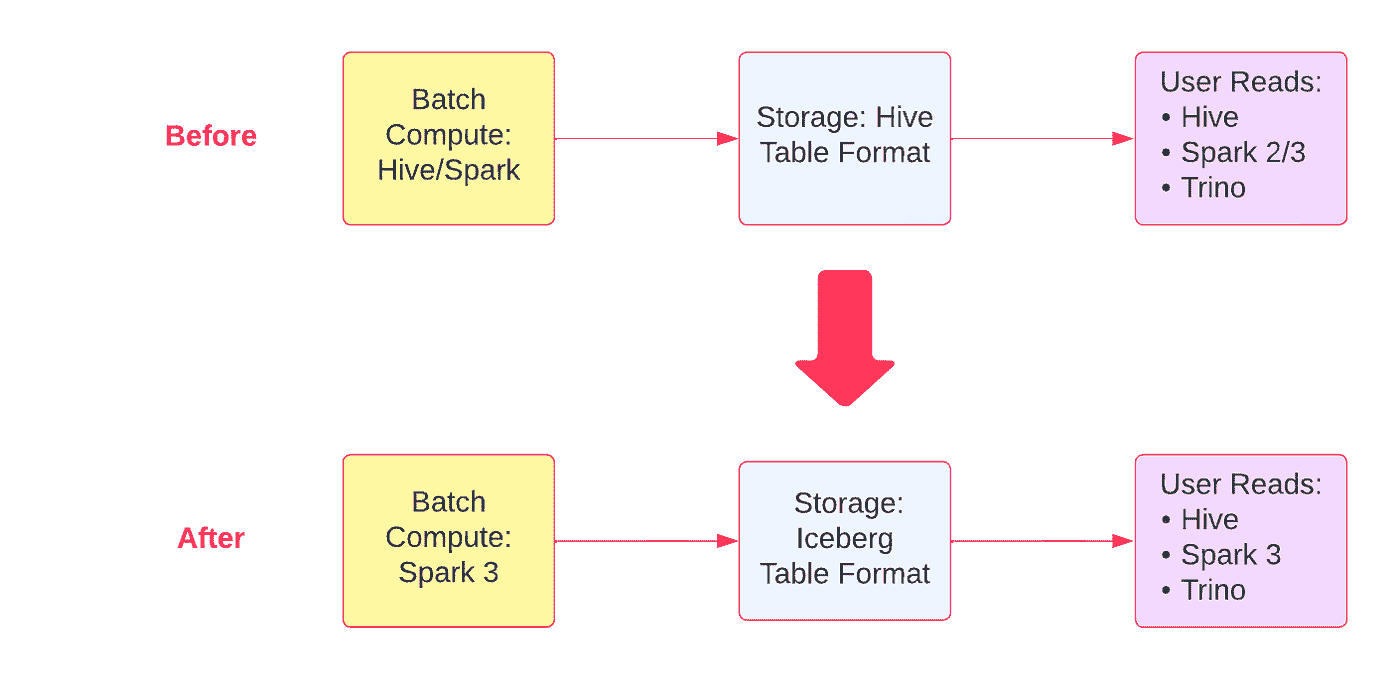 Before
Batch
Compute:
Hive/Spark
Storage: Hive
Table Format
User Reads:
• Hive
• Spark 2/3
• Trino
After
Batch
Compute:
Spark 3
Storage:
Iceberg
Table Format
User Reads:
• Hive
• Spark 3
• Trino